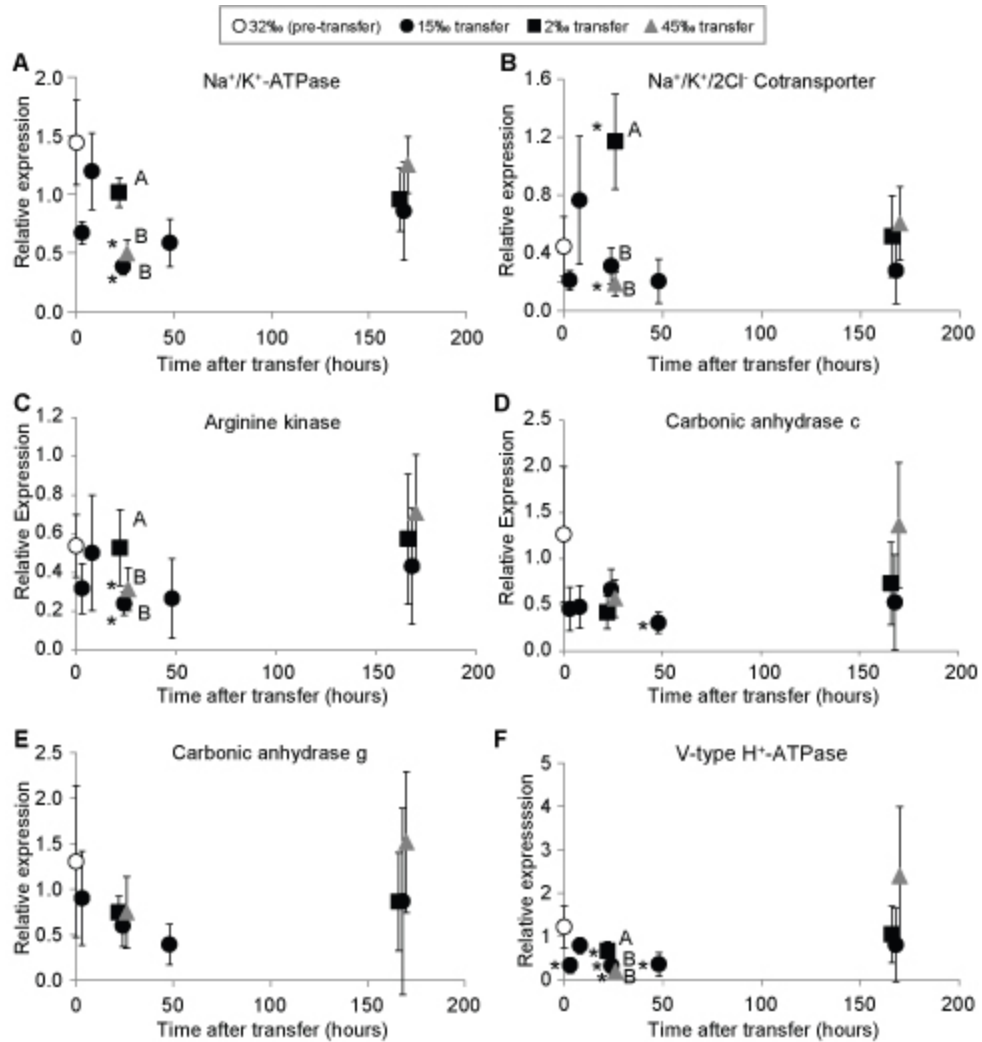 32‰ (pre-transfer) 15‰ transfer 2‰ transfer 45‰ transfer
A
Na⁺/K⁺-ATPase
Relative expression
2.0
1.5
1.0
0.5
0.0
A
* B
* B
0 50 100 150 200
Time after transfer (hours)
B
Na⁺/K⁺/2Cl⁻ Cotransporter
Relative expression
1.6
1.2
0.8
0.4
0.0
* A
B
* B
0 50 100 150 200
Time after transfer (hours)
C
Arginine kinase
Relative Expression
1.2
1.0
0.8
0.6
0.4
0.2
0.0
A
* B
* B
0 50 100 150 200
Time after transfer (hours)
D
Carbonic anhydrase c
Relative Expression
2.5
2.0
1.5
1.0
0.5
0.0
*
0 50 100 150 200
Time after transfer (hours)
E
Carbonic anhydrase g
Relative expression
2.5
2.0
1.5
1.0
0.5
0.0
0 50 100 150 200
Time after transfer (hours)
F
V-type H⁺-ATPase
Relative expresssion
5
4
3
2
1
0
* A
* * B *
* B
0 50 100 150 200
Time after transfer (hours)